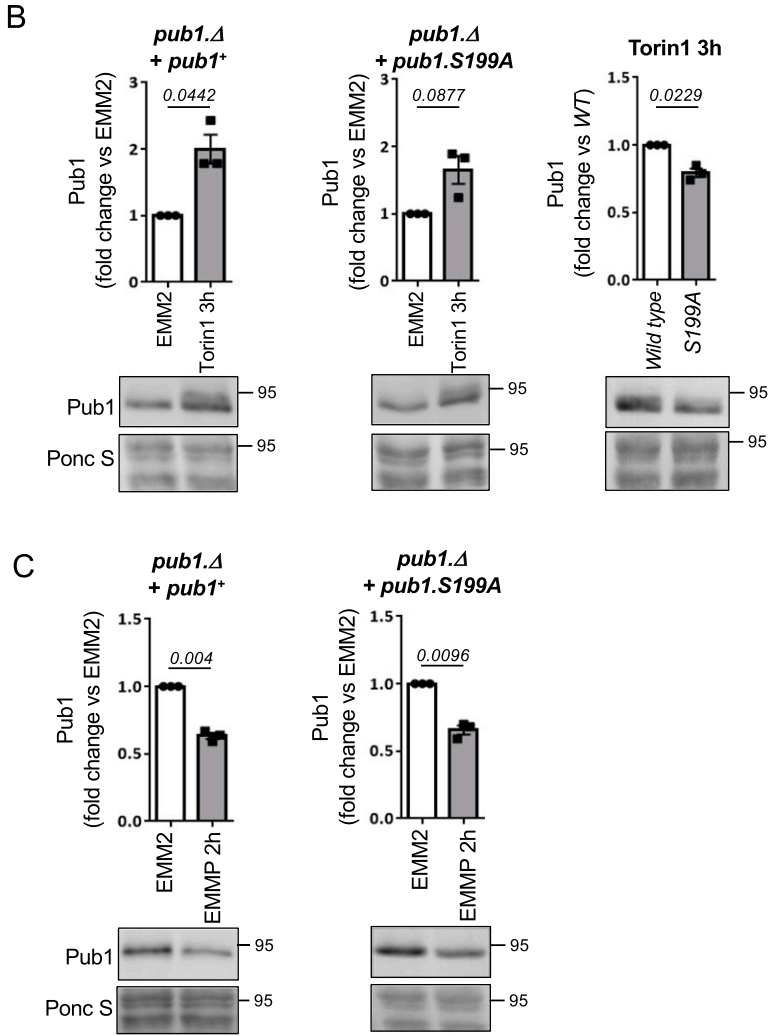 B
pub1.Δ
+ pub1⁺
pub1.Δ
+ pub1.S199A
Torin1 3h
Pub1
(fold change vs EMM2)
3
2
1
0
0.0442
EMM2
Torin1 3h
Pub1
(fold change vs EMM2)
3
2
1
0
0.0877
EMM2
Torin1 3h
Pub1
(fold change vs WT)
1.5
1.0
0.5
0.0
0.0229
Wild type
S199A
Pub1
95
95
95
Ponc S
95
95
95
C
pub1.Δ
+ pub1⁺
pub1.Δ
+ pub1.S199A
Pub1
(fold change vs EMM2)
1.5
1.0
0.5
0.0
0.004
EMM2
EMMP 2h
Pub1
(fold change vs EMM2)
1.5
1.0
0.5
0.0
0.0096
EMM2
EMMP 2h
Pub1
95
95
Ponc S
95
95